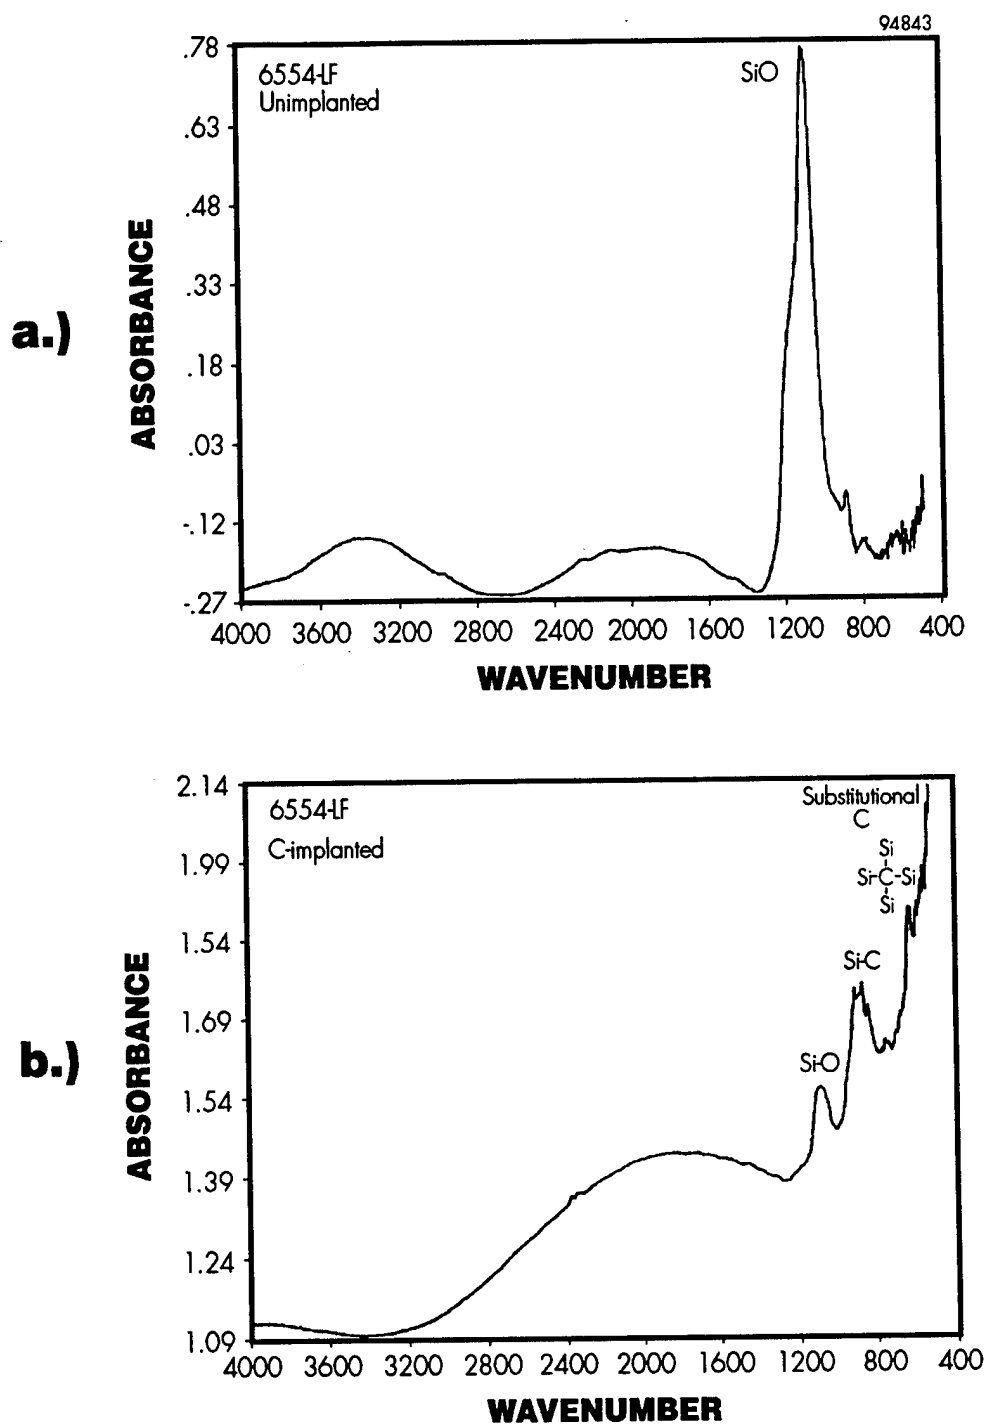 94843
a.)
ABSORBANCE
.78
.63
.48
.33
.18
.03
-.12
-.27
6554-LF
Unimplanted
SiO
4000 3600 3200 2800 2400 2000 1600 1200 800 400
WAVENUMBER
b.)
ABSORBANCE
2.14
1.99
1.54
1.69
1.54
1.39
1.24
1.09
6554-LF
C-implanted
Substitutional
C
Si
Si-C-Si
Si
Si-C
Si-O
4000 3600 3200 2800 2400 2000 1600 1200 800 400
WAVENUMBER